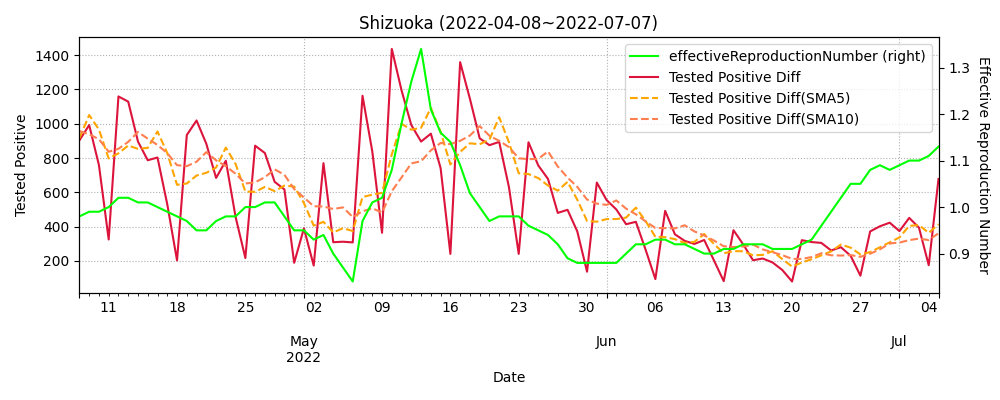 Shizuoka (2022-04-08~2022-07-07)
effectiveReproductionNumber (right)
Tested Positive Diff
Tested Positive Diff(SMA5)
Tested Positive Diff(SMA10)
Tested Positive
1400
1200
1000
800
600
400
200
Effective Reproduction Number
1.3
1.2
1.1
1.0
0.9
11 18 25 02 09 16 23 30 06 13 20 27 04
May Jun Jul
2022
Date